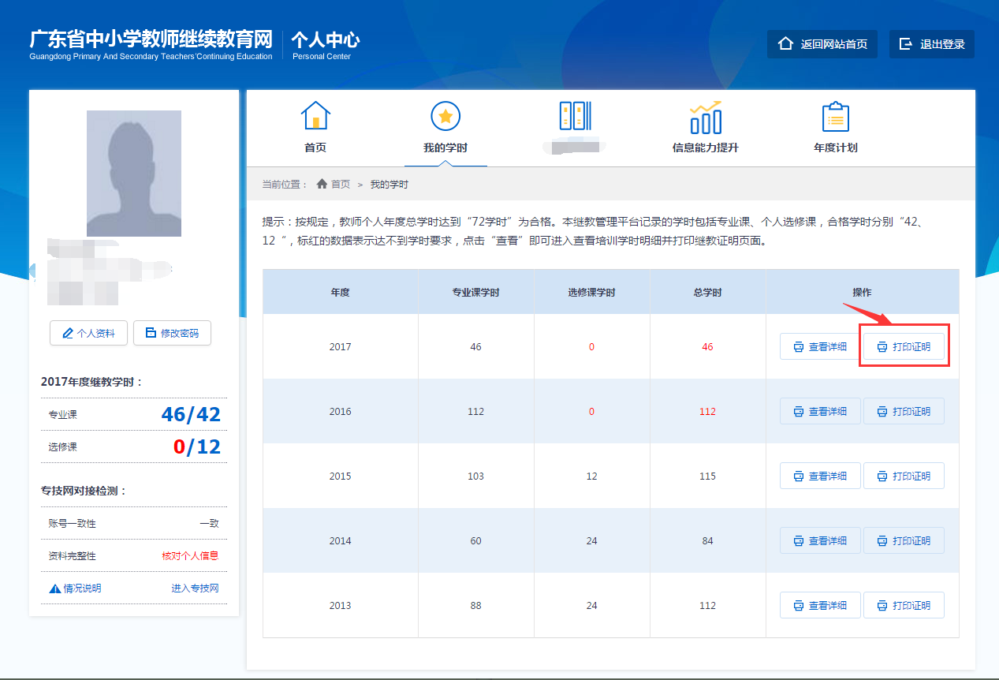 广东省中小学教师继续教育网 个人中心
Guangdong Primary And Secondary Teachers'Continuing Education Personal Center
返回网站首页 退出登录
首页 我的学时 信息能力提升 年度计划
当前位置： 首页 > 我的学时
提示：按规定，教师个人年度总学时达到“72学时”为合格。本继教管理平台记录的学时包括专业课、个人选修课，合格学时分别“42、
12“，标红的数据表示达不到学时要求，点击“查看”即可进入查看培训学时明细并打印继教证明页面。
个人资料 修改密码
2017年度继教学时：
专业课 46/42
选修课 0/12
专技网对接检测：
账号一致性 一致
资料完整性 核对个人信息
情况说明 进入专技网
年度 专业课学时 选修课学时 总学时 操作
2017 46 0 46 查看详细 打印证明
2016 112 0 112 查看详细 打印证明
2015 103 12 115 查看详细 打印证明
2014 60 24 84 查看详细 打印证明
2013 88 24 112 查看详细 打印证明